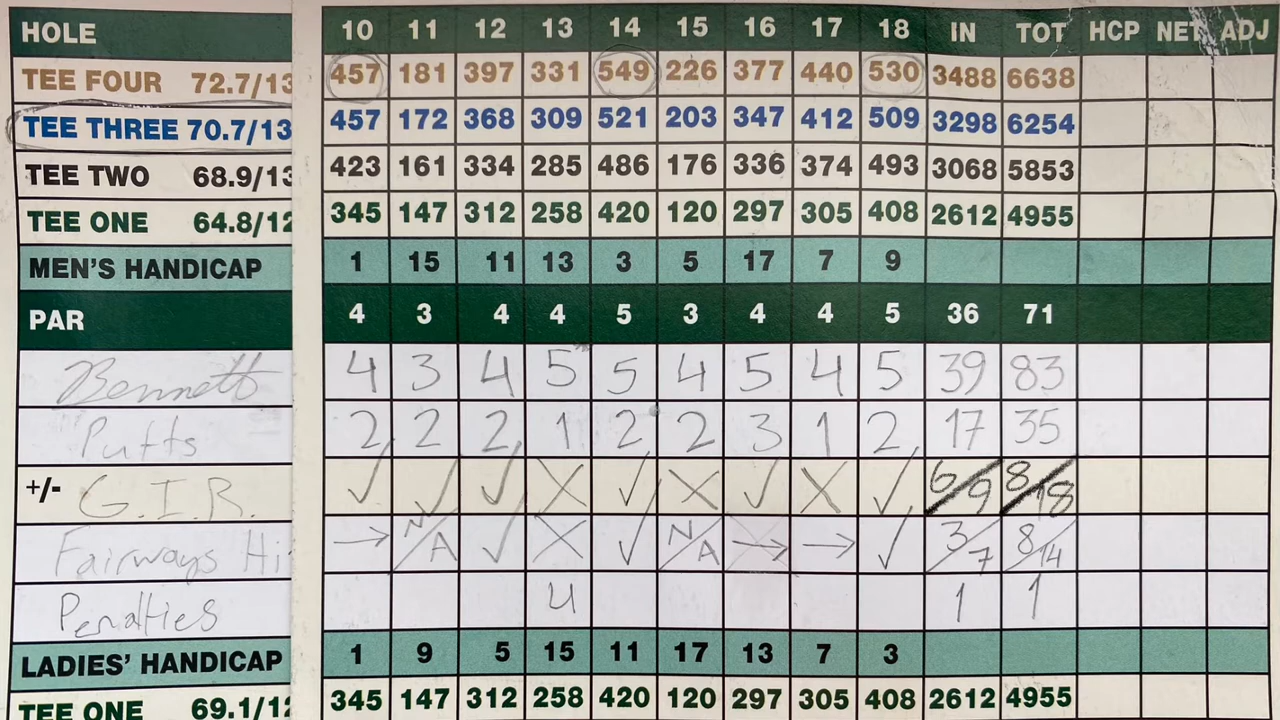 HOLE 10 11 12 13 14 15 16 17 18 IN TOT HCP NET ADJ
TEE FOUR 72.7/13 457 181 397 331 549 226 377 440 530 3488 6638
TEE THREE 70.7/13 457 172 368 309 521 203 347 412 509 3298 6254
TEE TWO 68.9/13 423 161 334 285 486 176 336 374 493 3068 5853
TEE ONE 64.8/12 345 147 312 258 420 120 297 305 408 2612 4955
MEN'S HANDICAP 1 15 11 13 3 5 17 7 9
PAR 4 3 4 4 5 3 4 4 5 36 71
Bennett 4 3 4 5 5 4 5 4 5 39 83
Putts 2 2 2 1 2 2 3 1 2 17 35
+/- G.I.R. ✓ ✓ ✓ X ✓ X ✓ X ✓ 6/9 8/18
Fairways Hi → N/A ✓ X ✓ N/A → → ✓ 3/7 8/14
Penalties 4 1 1
LADIES' HANDICAP 1 9 5 15 11 17 13 7 3
TEE ONE 69.1/12 345 147 312 258 420 120 297 305 408 2612 4955